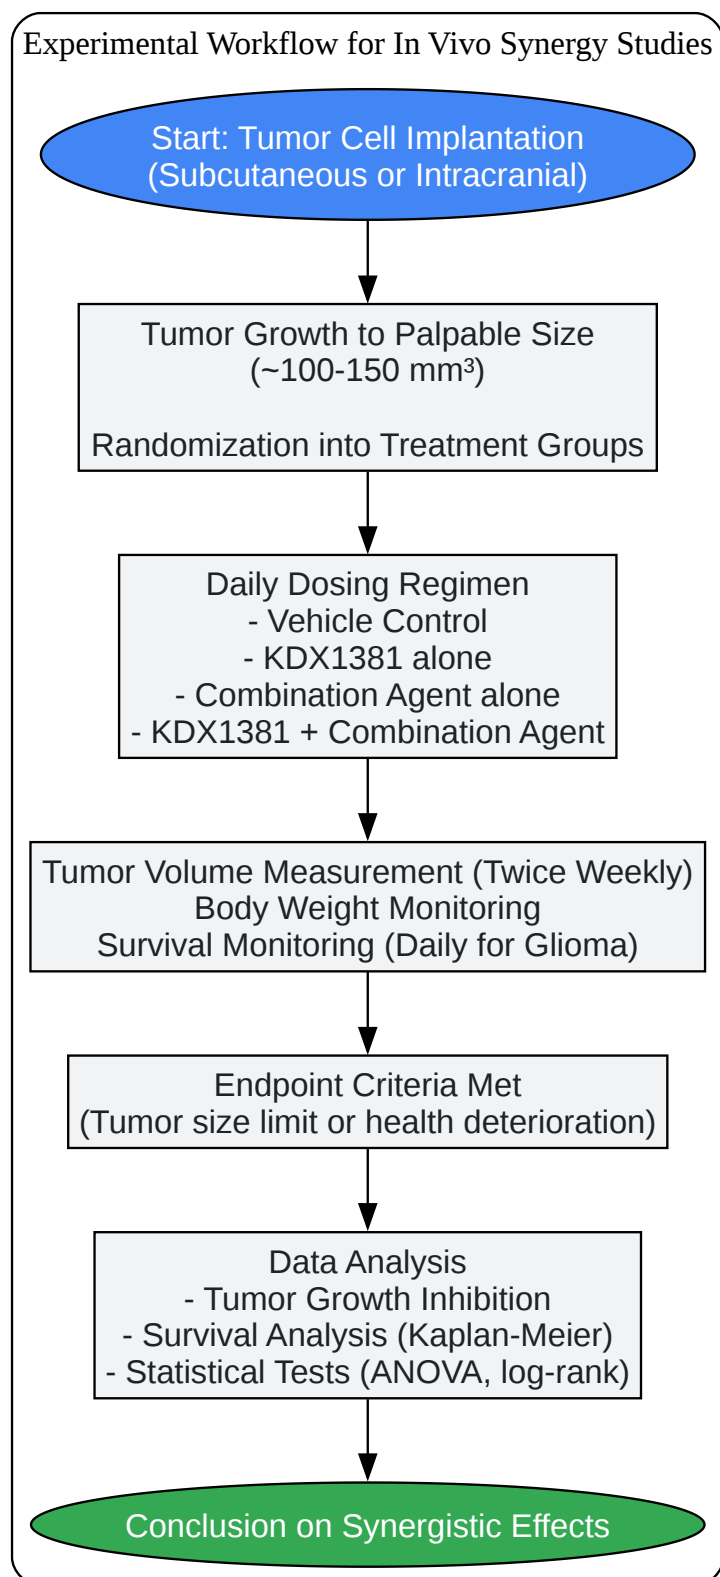 Experimental Workflow for In Vivo Synergy Studies
Start: Tumor Cell Implantation
(Subcutaneous or Intracranial)
Tumor Growth to Palpable Size
(~100-150 mm³)
Randomization into Treatment Groups
Daily Dosing Regimen
- Vehicle Control
- KDX1381 alone
- Combination Agent alone
- KDX1381 + Combination Agent
Tumor Volume Measurement (Twice Weekly)
Body Weight Monitoring
Survival Monitoring (Daily for Glioma)
Endpoint Criteria Met
(Tumor size limit or health deterioration)
Data Analysis
- Tumor Growth Inhibition
- Survival Analysis (Kaplan-Meier)
- Statistical Tests (ANOVA, log-rank)
Conclusion on Synergistic Effects